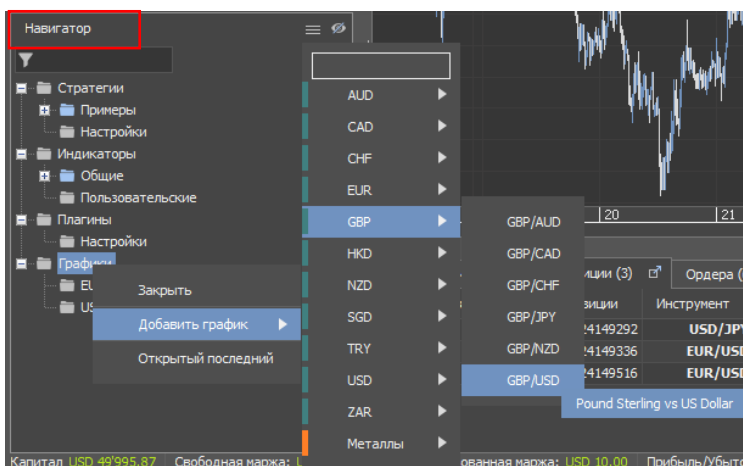 Навигатор
Стратегии
Примеры
Настройки
Индикаторы
Общие
Пользовательские
Плагины
Настройки
Графики
Закрыть
Добавить график
Открытый последний
AUD
CAD
CHF
EUR
GBP
HKD
NZD
SGD
TRY
USD
ZAR
Металлы
GBP/AUD
GBP/CAD
GBP/CHF
GBP/JPY
GBP/NZD
GBP/USD
Pound Sterling vs US Dollar
20 21
(3) Ордера (
Инструмент
24149292 USD/JPY
24149336 EUR/USD
24149516 EUR/USD
Капитал USD 49'995.87 Свободная маржа: маржа: USD 10.00 Прибыль/Убыто